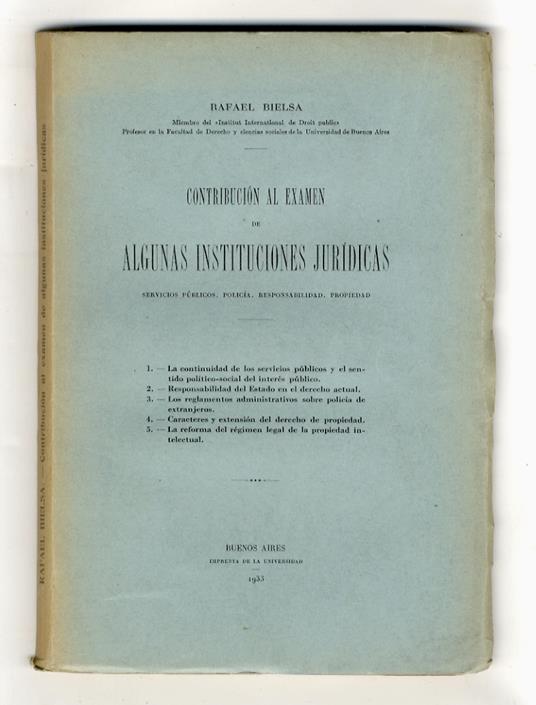 RAFAEL BIELSA
Miembro del «Institut International de Droit public»
Profesor en la Facultad de Derecho y ciencias sociales de la Universidad de Buenos Aires
CONTRIBUCIÓN AL EXAMEN
DE
ALGUNAS INSTITUCIONES JURÍDICAS
SERVICIOS PÚBLICOS, POLICÍA, RESPONSABILIDAD, PROPIEDAD
1. — La continuidad de los servicios públicos y el sen-
tido político-social del interés público.
2. — Responsabilidad del Estado en el derecho actual.
3. — Los reglamentos administrativos sobre policía de
extranjeros.
4. — Caracteres y extensión del derecho de propiedad.
5. — La reforma del régimen legal de la propiedad in-
telectual.
BUENOS AIRES
IMPRENTA DE LA UNIVERSIDAD
1933
RAFAEL BIELSA. — Contribución al examen de algunas instituciones jurídicas